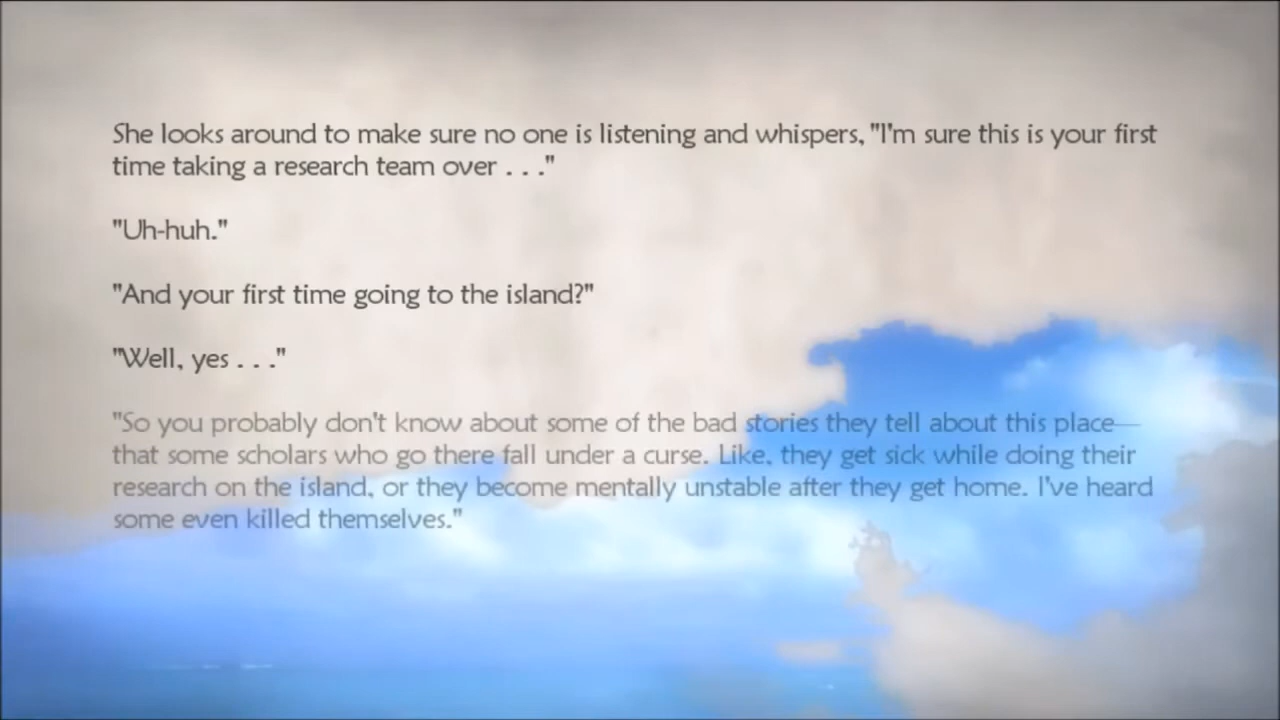 She looks around to make sure no one is listening and whispers, "I'm sure this is your first
time taking a research team over . . ."
"Uh-huh."
"And your first time going to the island?"
"Well, yes . . ."
"So you probably don't know about some of the bad stories they tell about this place—
that some scholars who go there fall under a curse. Like, they get sick while doing their
research on the island, or they become mentally unstable after they get home. I've heard
some even killed themselves."